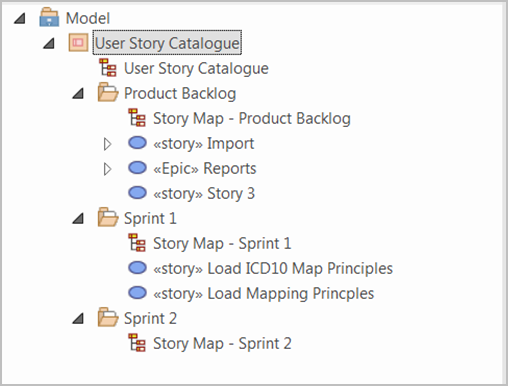 Model
User Story Catalogue
User Story Catalogue
Product Backlog
Story Map - Product Backlog
«story» Import
«Epic» Reports
«story» Story 3
Sprint 1
Story Map - Sprint 1
«story» Load ICD10 Map Principles
«story» Load Mapping Princples
Sprint 2
Story Map - Sprint 2